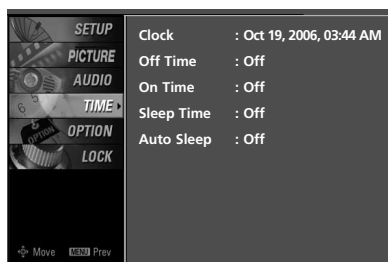 SETUP
PICTURE
AUDIO
TIME
OPTION
LOCK
Move MENU Prev
Clock : Oct 19, 2006, 03:44 AM
Off Time : Off
On Time : Off
Sleep Time : Off
Auto Sleep : Off